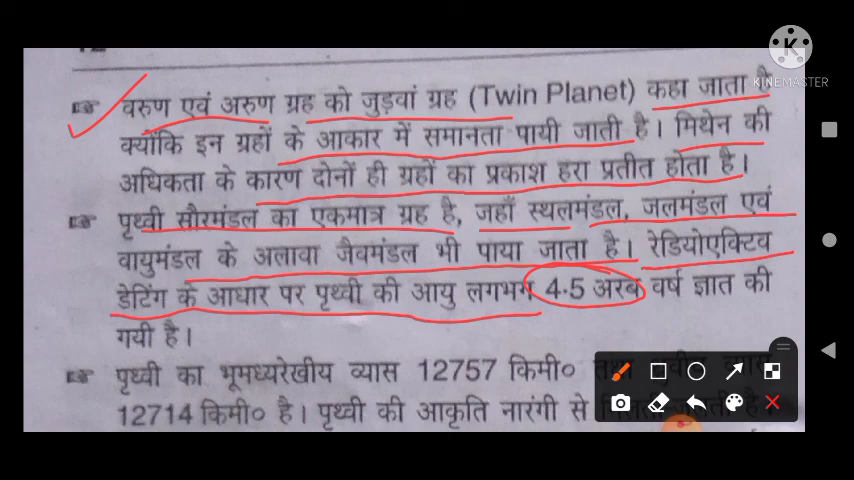 KINEMASTER
☞ वरुण एवं अरुण ग्रह को जुड़वां ग्रह (Twin Planet) कहा जाता है
क्योंकि इन ग्रहों के आकार में समानता पायी जाती है। मिथेन की
अधिकता के कारण दोनों ही ग्रहों का प्रकाश हरा प्रतीत होता है।
☞ पृथ्वी सौरमंडल का एकमात्र ग्रह है, जहाँ स्थलमंडल, जलमंडल एवं
वायुमंडल के अलावा जैवमंडल भी पाया जाता है। रेडियोएक्टिव
डेटिंग के आधार पर पृथ्वी की आयु लगभग 4·5 अरब वर्ष ज्ञात की
गयी है।
☞ पृथ्वी का भूमध्यरेखीय व्यास 12757 किमी०
12714 किमी० है। पृथ्वी की आकृति नारंगी से